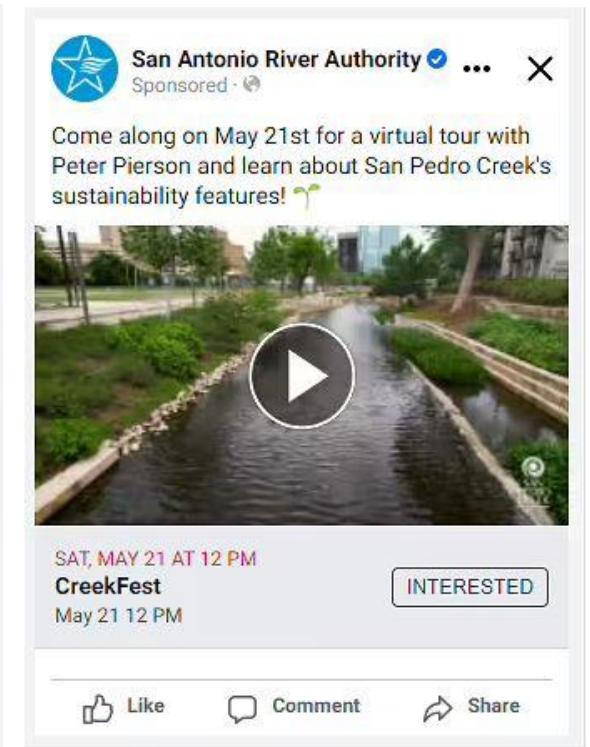 San Antonio River Authority
Sponsored ·
Come along on May 21st for a virtual tour with
Peter Pierson and learn about San Pedro Creek's
sustainability features!
SAT, MAY 21 AT 12 PM
CreekFest
INTERESTED
May 21 12 PM
Like Comment Share